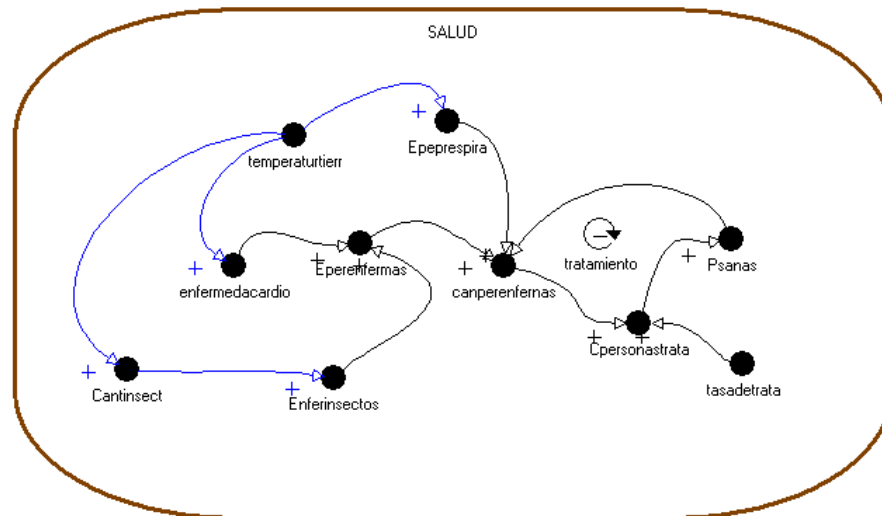 SALUD
temperaturtierr
Epeprespira
enfermedacardio
Eperenfermas
canperenfernas
tratamiento
Psanas
Cpersonastrata
tasadetrata
Cantinsect
Enferinsectos